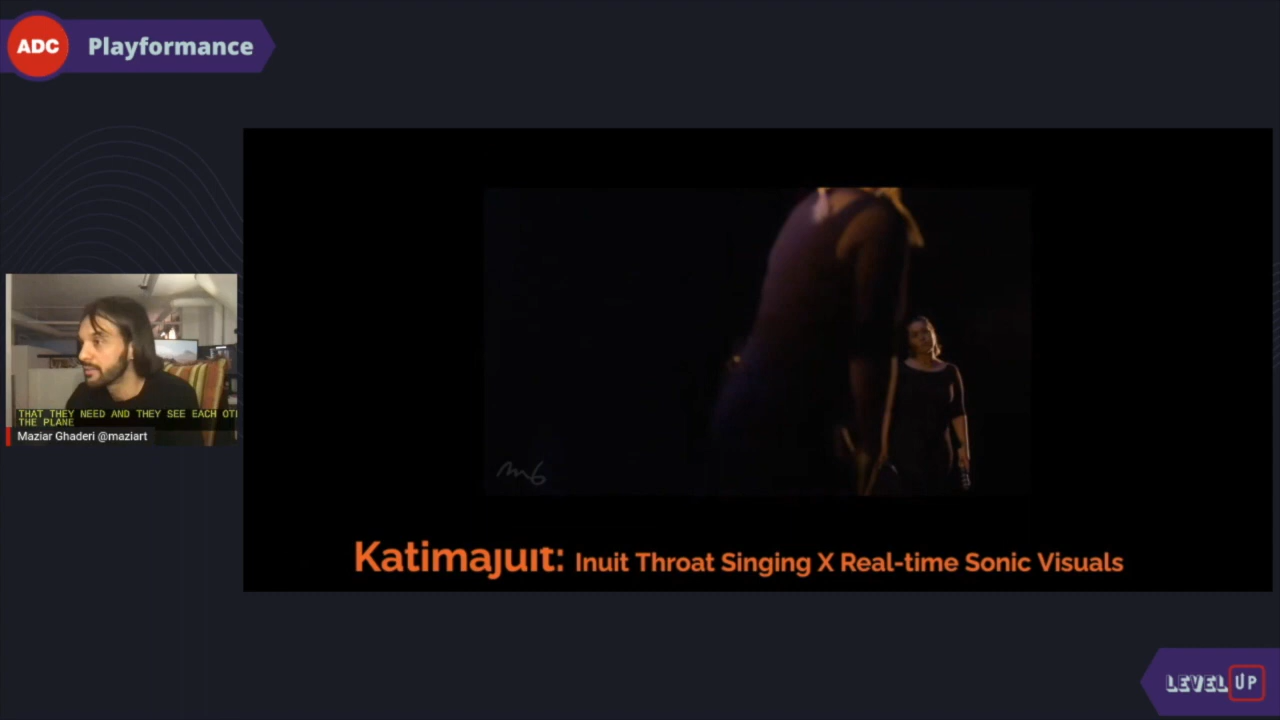 ADC Playformance
THAT THEY NEED AND THEY SEE EACH OT
THE PLANE
Maziar Ghaderi @maziart
Katimajuit: Inuit Throat Singing X Real-time Sonic Visuals
LEVEL UP